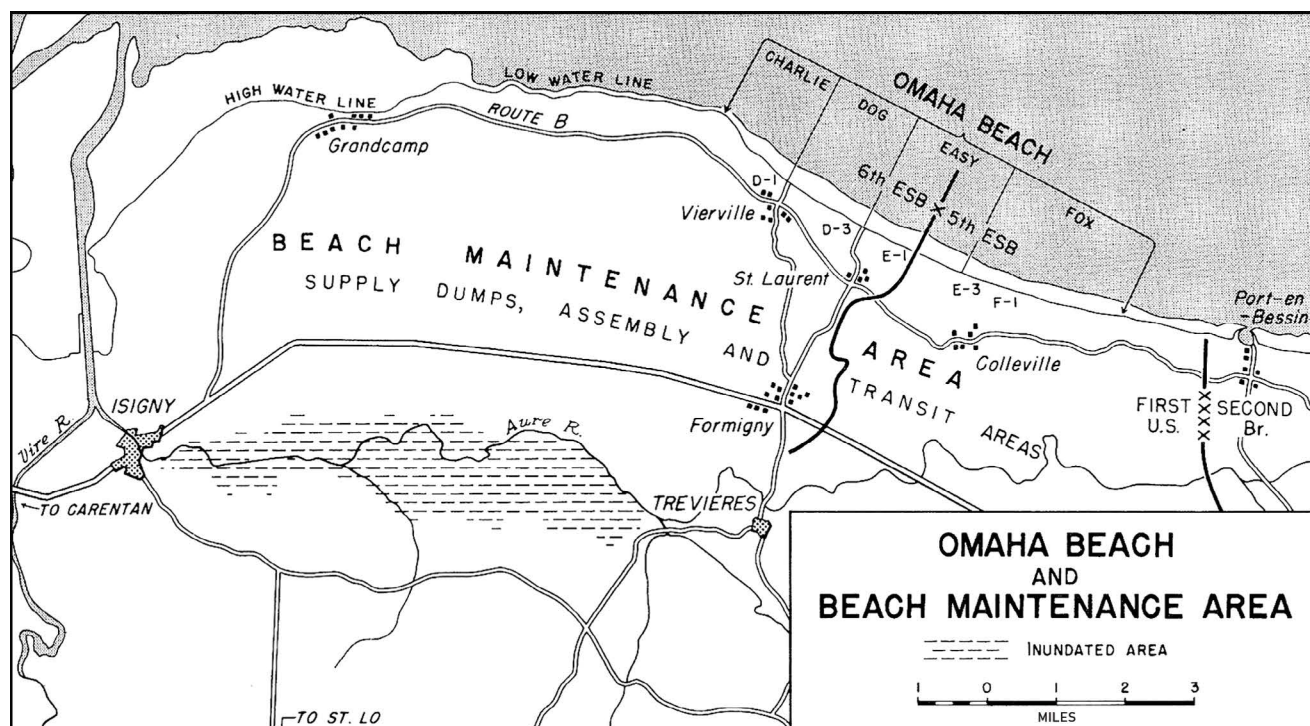 OMAHA BEACH
CHARLIE
DOG
EASY
FOX
6th ESB X 5th ESB
LOW WATER LINE
HIGH WATER LINE
ROUTE B
Grandcamp
D-1
Vierville
D-3
St. Laurent
E-1
E-3
F-1
Colleville
Port-en
-Bessin
BEACH MAINTENANCE AREA
SUPPLY DUMPS, ASSEMBLY AND TRANSIT AREAS
Formigny
FIRST
U.S.
XXXX
SECOND
Br.
ISIGNY
Vire R.
Aure R.
TO CARENTAN
TREVIERES
TO ST. LO
OMAHA BEACH
AND
BEACH MAINTENANCE AREA
INUNDATED AREA
1 0 1 2 3
MILES